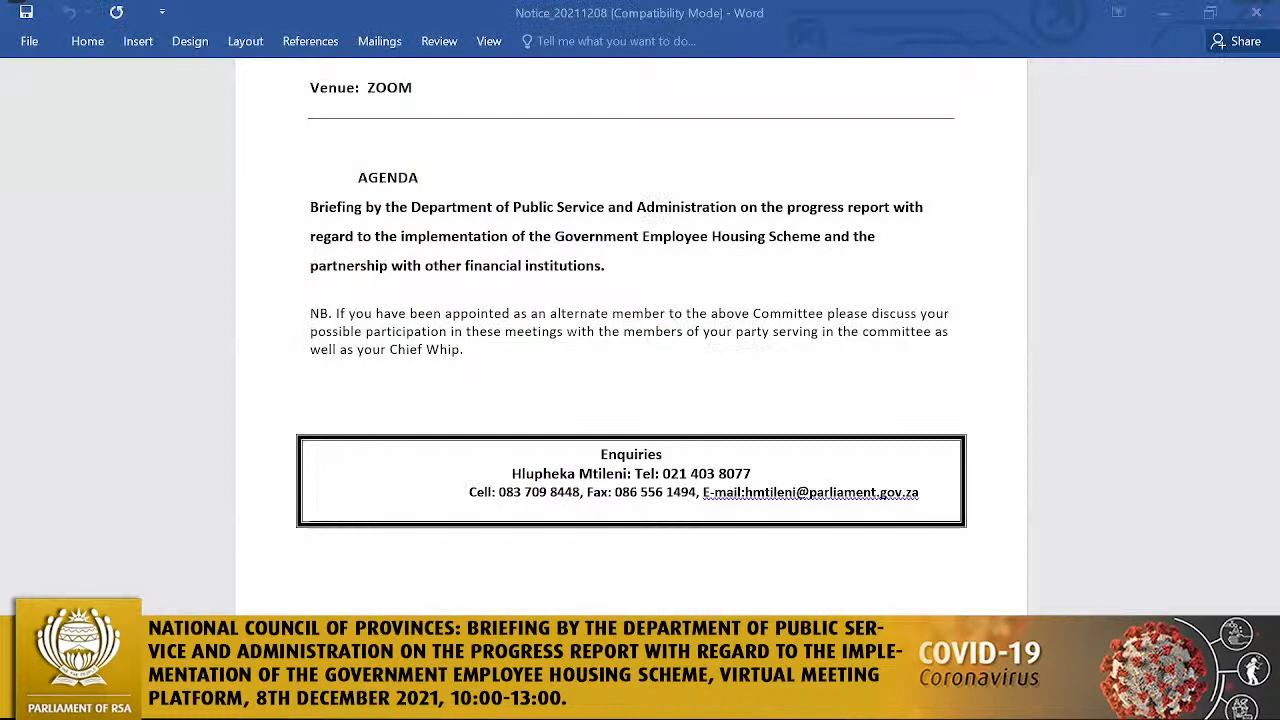 Notice_20211208 [Compatibility Mode] - Word
File Home Insert Design Layout References Mailings Review View Tell me what you want to do... Share
Venue: ZOOM
AGENDA
Briefing by the Department of Public Service and Administration on the progress report with
regard to the implementation of the Government Employee Housing Scheme and the
partnership with other financial institutions.
NB. If you have been appointed as an alternate member to the above Committee please discuss your
possible participation in these meetings with the members of your party serving in the committee as
well as your Chief Whip.
Enquiries
Hlupheka Mtileni: Tel: 021 403 8077
Cell: 083 709 8448, Fax: 086 556 1494, E-mail:hmtileni@parliament.gov.za
NATIONAL COUNCIL OF PROVINCES: BRIEFING BY THE DEPARTMENT OF PUBLIC SER-
VICE AND ADMINISTRATION ON THE PROGRESS REPORT WITH REGARD TO THE IMPLE-
MENTATION OF THE GOVERNMENT EMPLOYEE HOUSING SCHEME, VIRTUAL MEETING
PLATFORM, 8TH DECEMBER 2021, 10:00-13:00.
PARLIAMENT OF RSA
COVID-19
Coronavirus